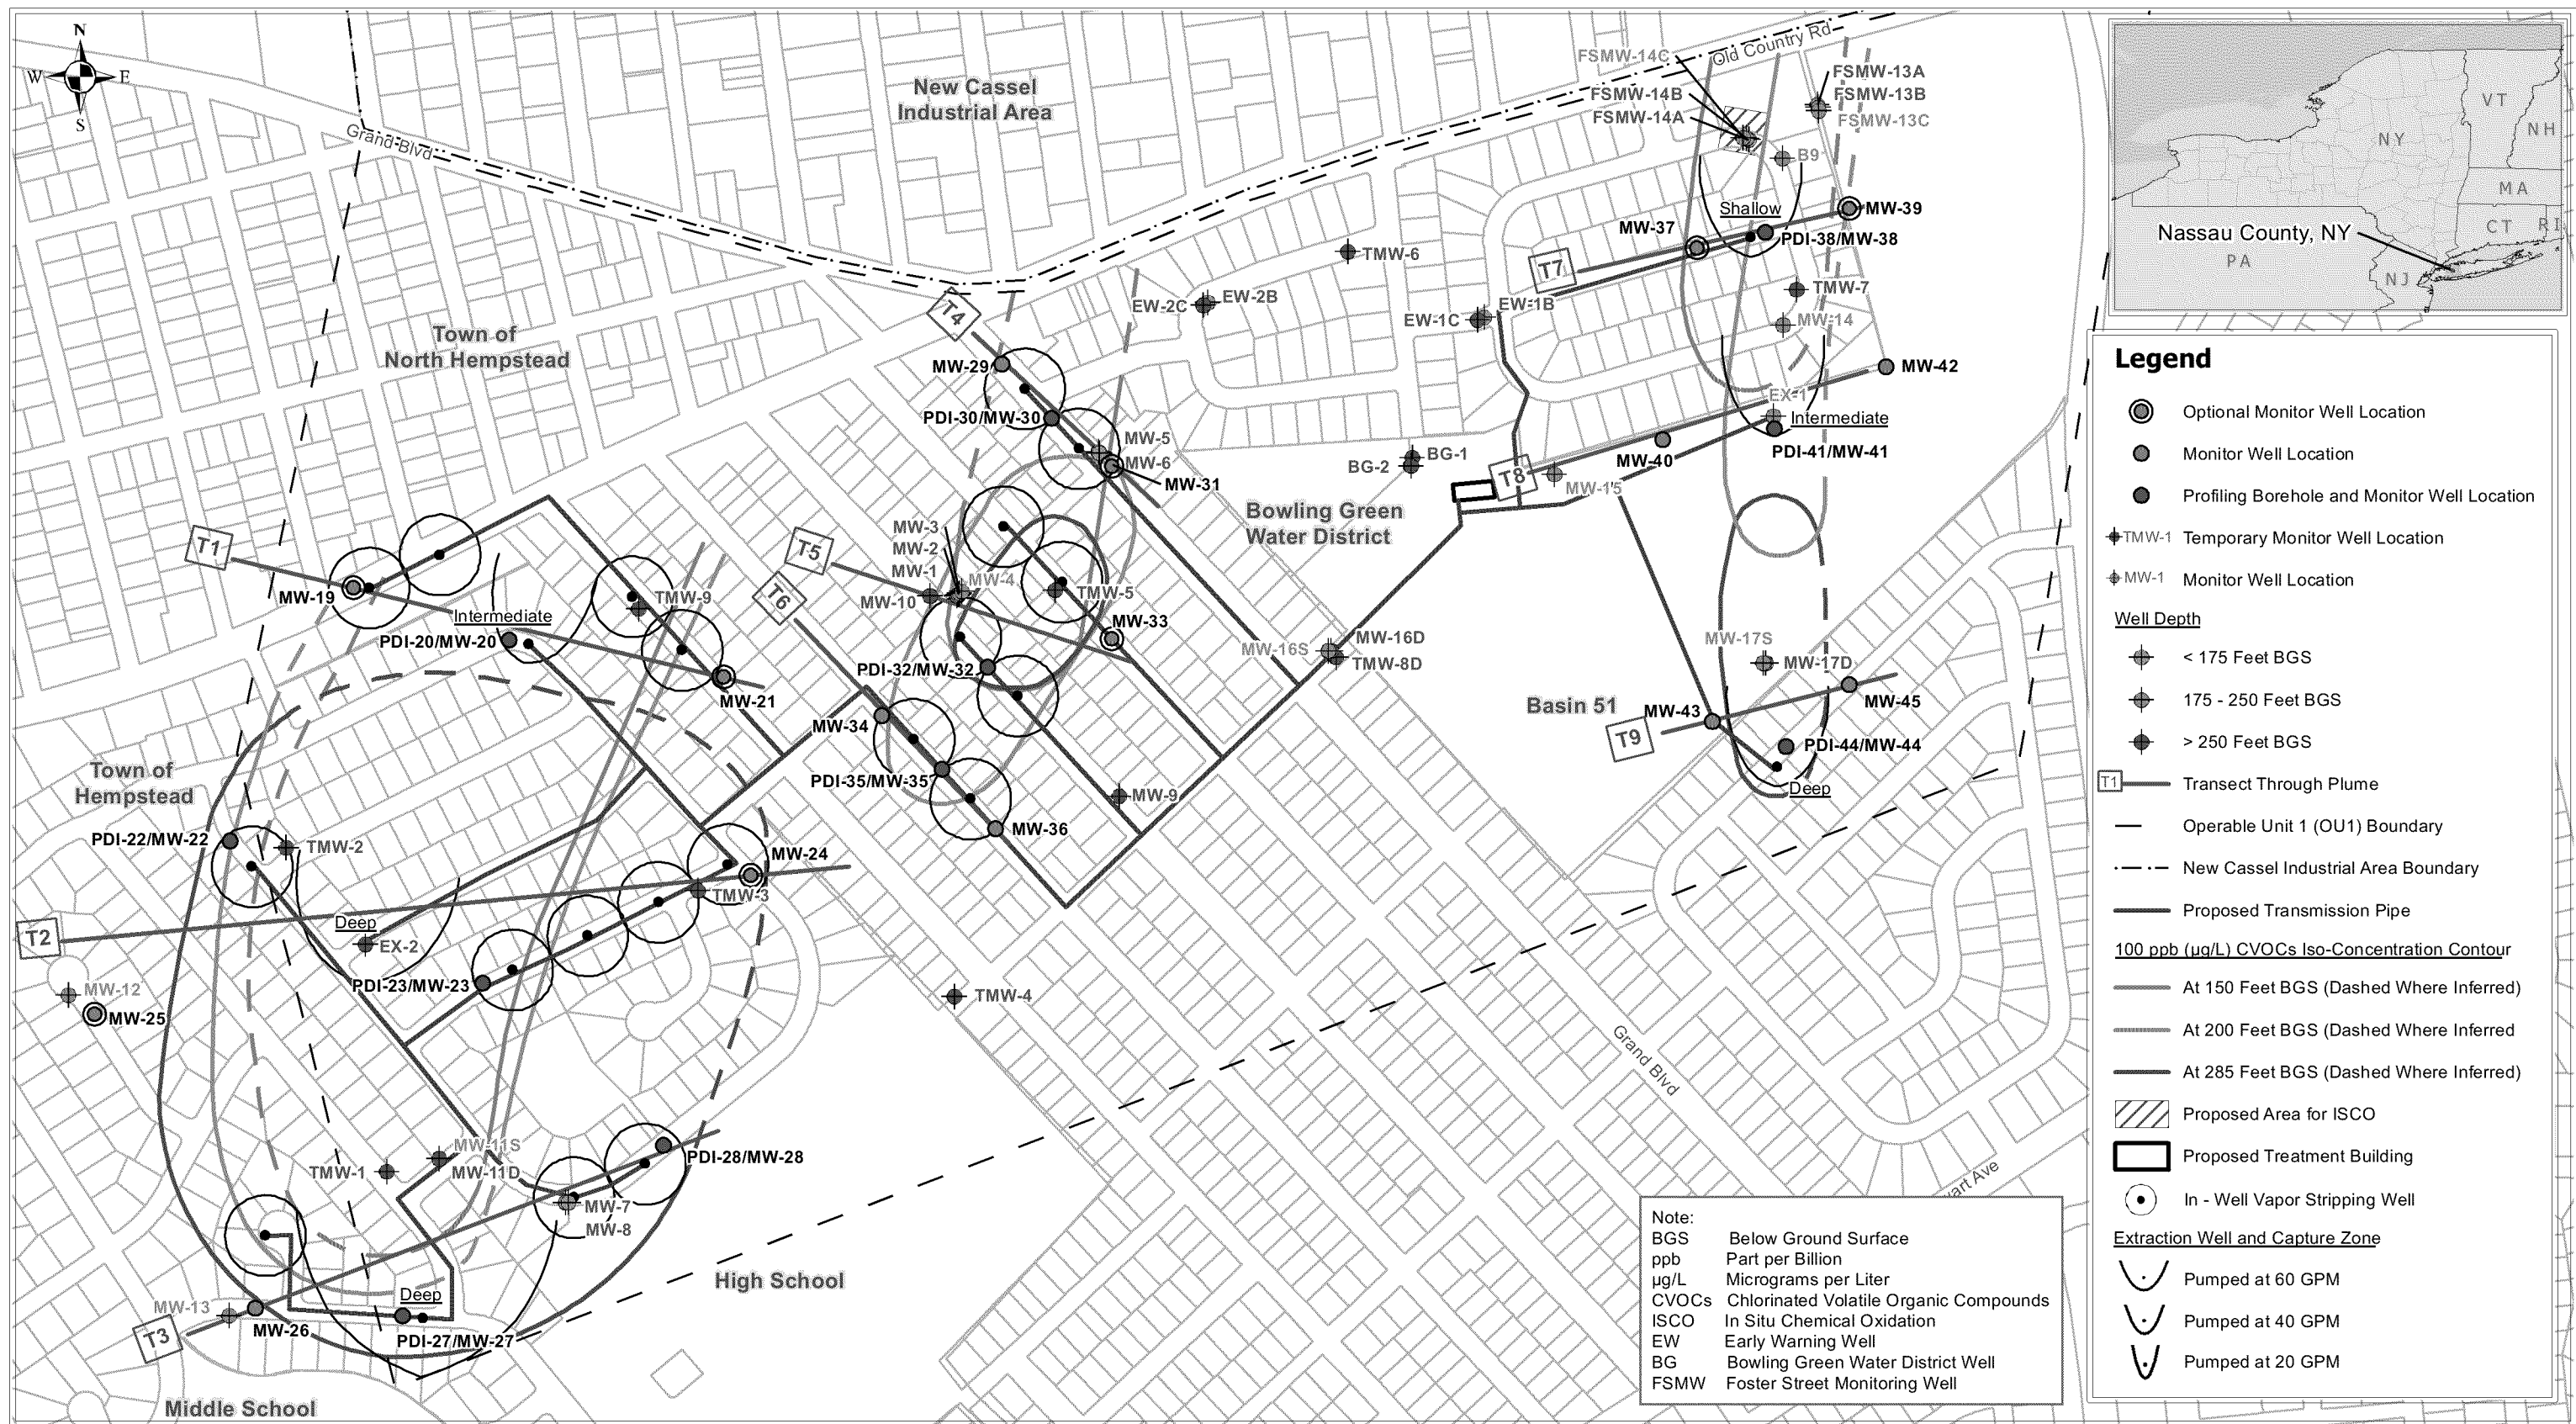 N
W
E
S
Grand Blvd
New Cassel
Industrial Area
Old Country Rd
FSMW-14C
FSMW-14B
FSMW-14A
FSMW-13A
FSMW-13B
FSMW-13C
B9
Shallow
MW-39
MW-37
PDI-38/MW-38
T7
TMW-6
TMW-7
EW-2C
EW-2B
EW-1B
EW-1C
MW-14
T4
Town of
North Hempstead
MW-29
MW-42
EX-1
PDI-30/MW-30
Intermediate
MW-5
MW-6
MW-31
BG-1
BG-2
MW-40
PDI-41/MW-41
T8
MW-15
Bowling Green
Water District
T1
T5
T6
MW-3
MW-2
MW-1
MW-4
MW-10
TMW-5
MW-19
Intermediate
TMW-9
PDI-20/MW-20
MW-33
MW-16S
MW-16D
TMW-8D
MW-17S
MW-17D
PDI-32/MW-32
MW-21
MW-34
Basin 51
MW-43
MW-45
T9
PDI-44/MW-44
Deep
Town of
Hempstead
PDI-35/MW-35
MW-9
MW-36
PDI-22/MW-22
TMW-2
MW-24
TMW-3
T2
Deep
EX-2
PDI-23/MW-23
MW-12
MW-25
TMW-4
Grand Blvd
MW-11S
MW-11D
TMW-1
PDI-28/MW-28
MW-7
MW-8
High School
Deep
MW-13
T3
MW-26
PDI-27/MW-27
Middle School
Note:
BGS Below Ground Surface
ppb Part per Billion
µg/L Micrograms per Liter
CVOCs Chlorinated Volatile Organic Compounds
ISCO In Situ Chemical Oxidation
EW Early Warning Well
BG Bowling Green Water District Well
FSMW Foster Street Monitoring Well
NY
VT
NH
MA
CT
RI
PA
NJ
Nassau County, NY
Legend
Optional Monitor Well Location
Monitor Well Location
Profiling Borehole and Monitor Well Location
TMW-1 Temporary Monitor Well Location
MW-1 Monitor Well Location
Well Depth
< 175 Feet BGS
175 - 250 Feet BGS
> 250 Feet BGS
T1 Transect Through Plume
Operable Unit 1 (OU1) Boundary
New Cassel Industrial Area Boundary
Proposed Transmission Pipe
100 ppb (µg/L) CVOCs Iso-Concentration Contour
At 150 Feet BGS (Dashed Where Inferred)
At 200 Feet BGS (Dashed Where Inferred
At 285 Feet BGS (Dashed Where Inferred)
Proposed Area for ISCO
Proposed Treatment Building
In - Well Vapor Stripping Well
Extraction Well and Capture Zone
Pumped at 60 GPM
Pumped at 40 GPM
Pumped at 20 GPM